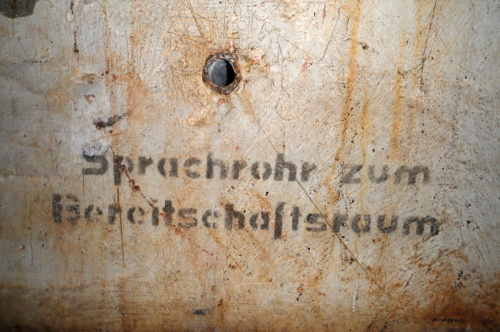 Sprachrohr zum
Bereitschaftsraum